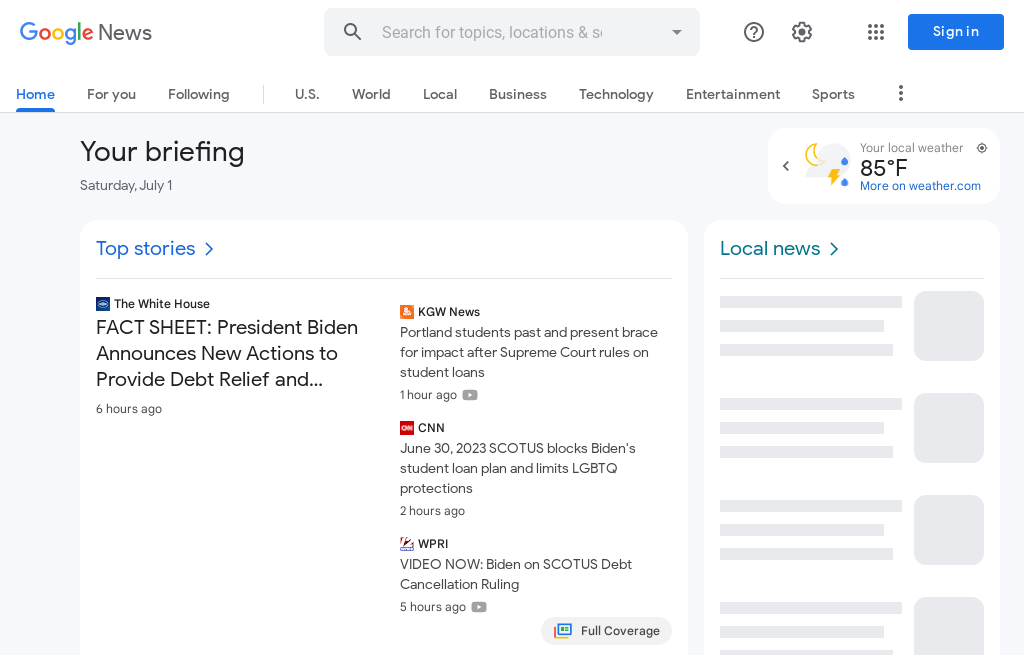 Google News
Search for topics, locations & s
Sign in
Home
For you
Following
U.S.
World
Local
Business
Technology
Entertainment
Sports
Your briefing
Saturday, July 1
Your local weather
85°F
More on weather.com
Top stories
The White House
FACT SHEET: President Biden
Announces New Actions to
Provide Debt Relief and...
6 hours ago
KGW News
Portland students past and present brace
for impact after Supreme Court rules on
student loans
1 hour ago
CNN
CNN
June 30, 2023 SCOTUS blocks Biden's
student loan plan and limits LGBTQ
protections
2 hours ago
WPRI
VIDEO NOW: Biden on SCOTUS Debt
Cancellation Ruling
5 hours ago
Full Coverage
Local news